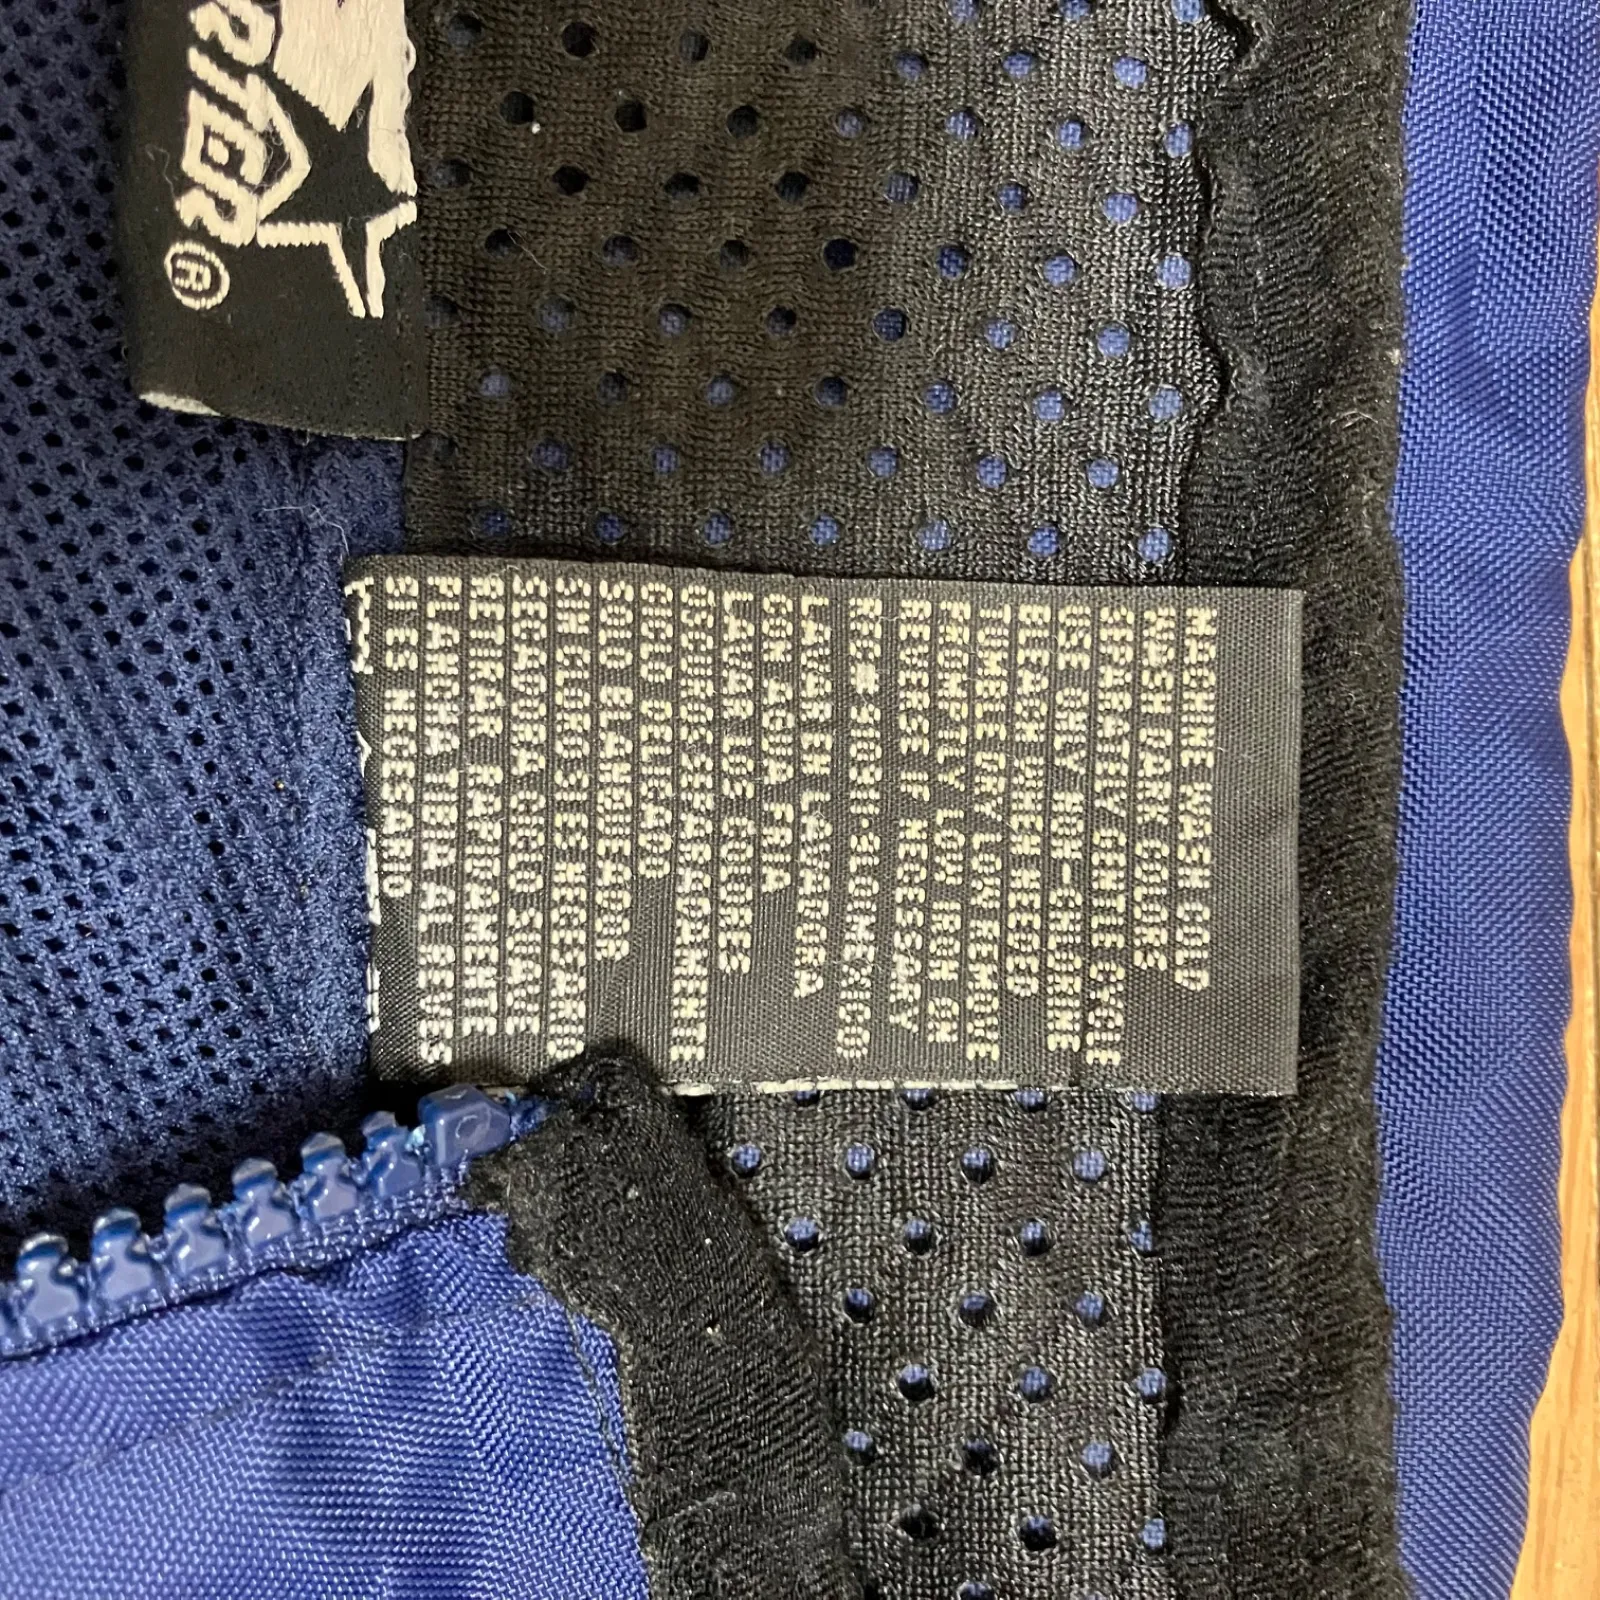 RTER®
MACHINE WASH COLD
WASH DARK COLORS
SEPARATELY GENTLE CYCLE
USE ONLY NON-CHLORINE
BLEACH WHEN NEEDED
TUMBLE DRY LOW REMOVE
PROMPTLY LOW IRON ON
REVERSE IF NECESSARY
LAVAR EN LAVADORA
CON AGUA FRIA
LAVAR LOS COLORES
OSCUROS SEPARADAMENTE
CICLO DELICADO
SOLO BLANQUEADOR
SIN CLORO SI ES NECESARIO
SECADORA CICLO SUAVE
RETIRAR RAPIDAMENTE
PLANCHA TIBIA AL REVES
SI ES NECESARIO